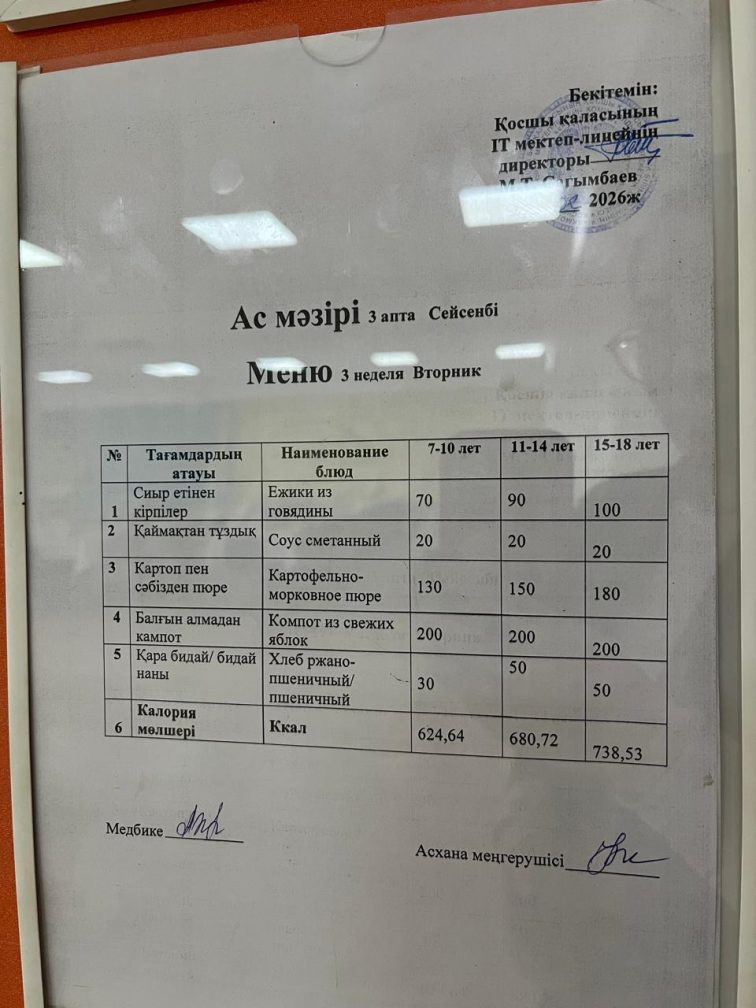 Бекітемін:
Қосшы қаласының
IT мектеп-лицейнің
директоры
М.Т. Сағымбаев
2026ж
Ас мәзірі 3 апта Сейсенбі
Меню 3 неделя Вторник
№ Тағамдардың атауы Наименование блюд 7-10 лет 11-14 лет 15-18 лет
1 Сиыр етінен кірпілер Ежики из говядины 70 90 100
2 Қаймақтан тұздық Соус сметанный 20 20 20
3 Картоп пен сәбізден пюре Картофельно-морковное пюре 130 150 180
4 Балғын алмадан кампот Компот из свежих яблок 200 200 200
5 Қара бидай/ бидай наны Хлеб ржано-пшеничный/ пшеничный 30 50 50
6 Калория мөлшері Ккал 624,64 680,72 738,53
Медбике
Асхана меңгерушісі